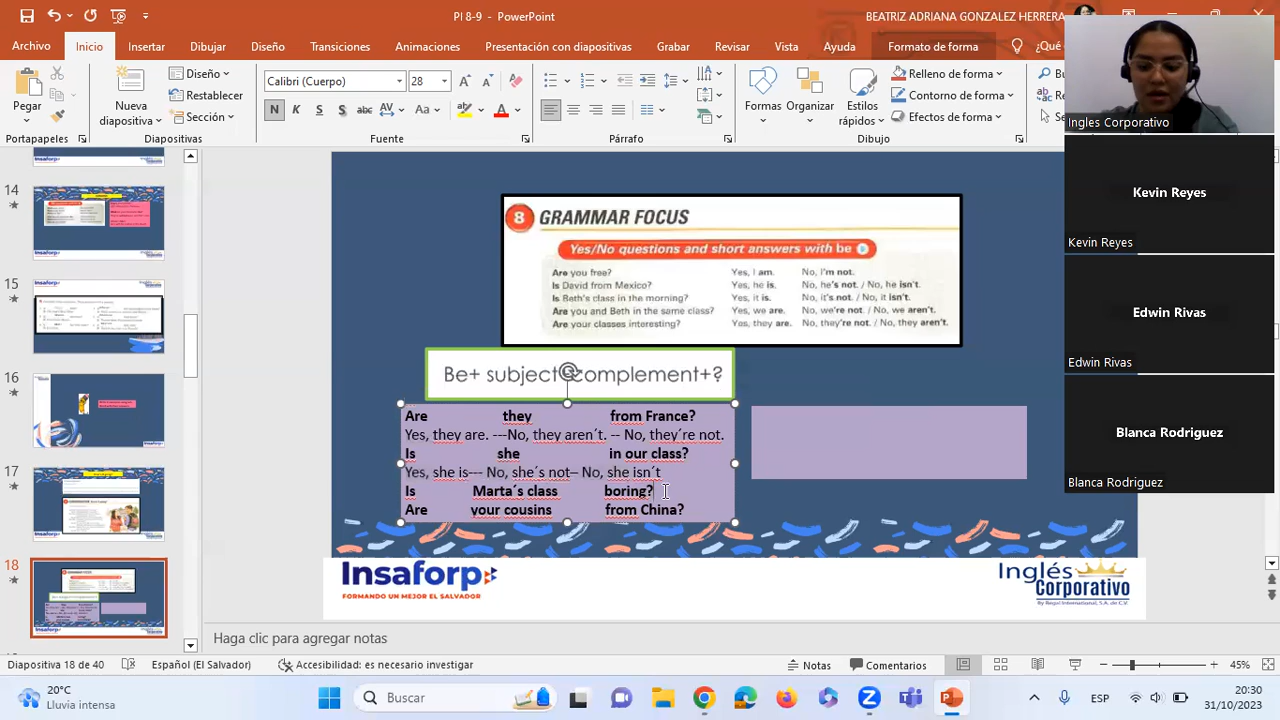 PI 8-9 - PowerPoint
BEATRIZ ADRIANA GONZALEZ HERRERA
Archivo Inicio Insertar Dibujar Diseño Transiciones Animaciones Presentación con diapositivas Grabar Revisar Vista Ayuda Formato de forma ¿Qué
Pegar
Nueva diapositiva
Diseño
Restablecer
Sección
Calibri (Cuerpo) 28
N K S abc AV Aa A
Formas Organizar Estilos rápidos
Relleno de forma
Contorno de forma
Efectos de forma
Portapapeles Diapositivas Fuente Párrafo Dibujo
Ingles Corporativo
Kevin Reyes
Kevin Reyes
Edwin Rivas
Edwin Rivas
Blanca Rodriguez
Blanca Rodriguez
14
15
16
17
18
8 GRAMMAR FOCUS
Yes/No questions and short answers with be
Are you free? Yes, I am. No, I'm not.
Is David from Mexico? Yes, he is. No, he's not. / No, he isn't.
Is Beth's class in the morning? Yes, it is. No, it's not. / No, it isn't.
Are you and Beth in the same class? Yes, we are. No, we're not. / No, we aren't.
Are your classes interesting? Yes, they are. No, they're not. / No, they aren't.
Be+ subject complement+?
Are they from France?
Yes, they are. ---No, they aren´t. -- No, they´re not.
Is she in our class?
Yes, she is--- No, she´s not-- No, she isn´t
Is Marta´s class boring?
Are your cousins from China?
Insaforp
FORMANDO UN MEJOR EL SALVADOR
Inglés Corporativo
By Regal International, S.A. de C.V.
Haga clic para agregar notas
Diapositiva 18 de 40 Español (El Salvador) Accesibilidad: es necesario investigar Notas Comentarios 45%
20°C
Lluvia intensa
Buscar
ESP
20:30
31/10/2023